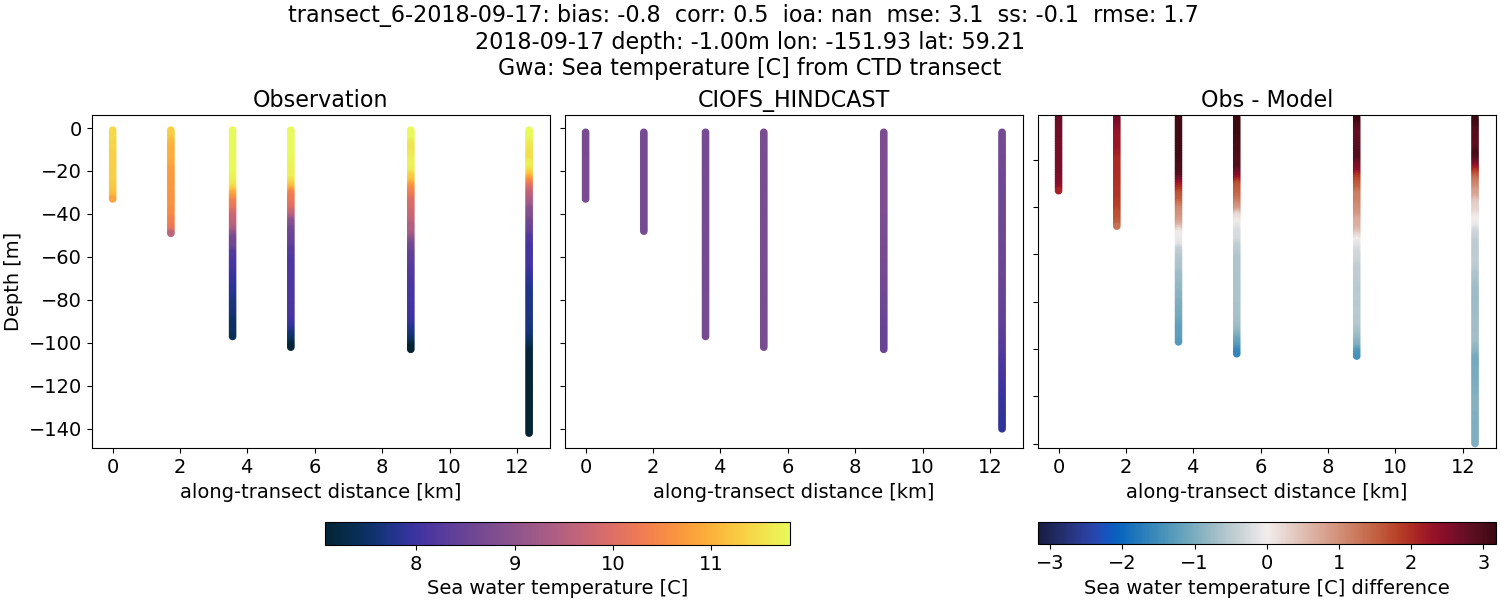 transect_6-2018-09-17: bias: -0.8  corr: 0.5  ioa: nan  mse: 3.1  ss: -0.1  rmse: 1.7
2018-09-17 depth: -1.00m lon: -151.93 lat: 59.21
Gwa: Sea temperature [C] from CTD transect
Observation
CIOFS_HINDCAST
Obs - Model
Depth [m]
0
−20
−40
−60
−80
−100
−120
−140
0 2 4 6 8 10 12
0 2 4 6 8 10 12
0 2 4 6 8 10 12
along-transect distance [km]
along-transect distance [km]
along-transect distance [km]
8 9 10 11
Sea water temperature [C]
−3 −2 −1 0 1 2 3
Sea water temperature [C] difference